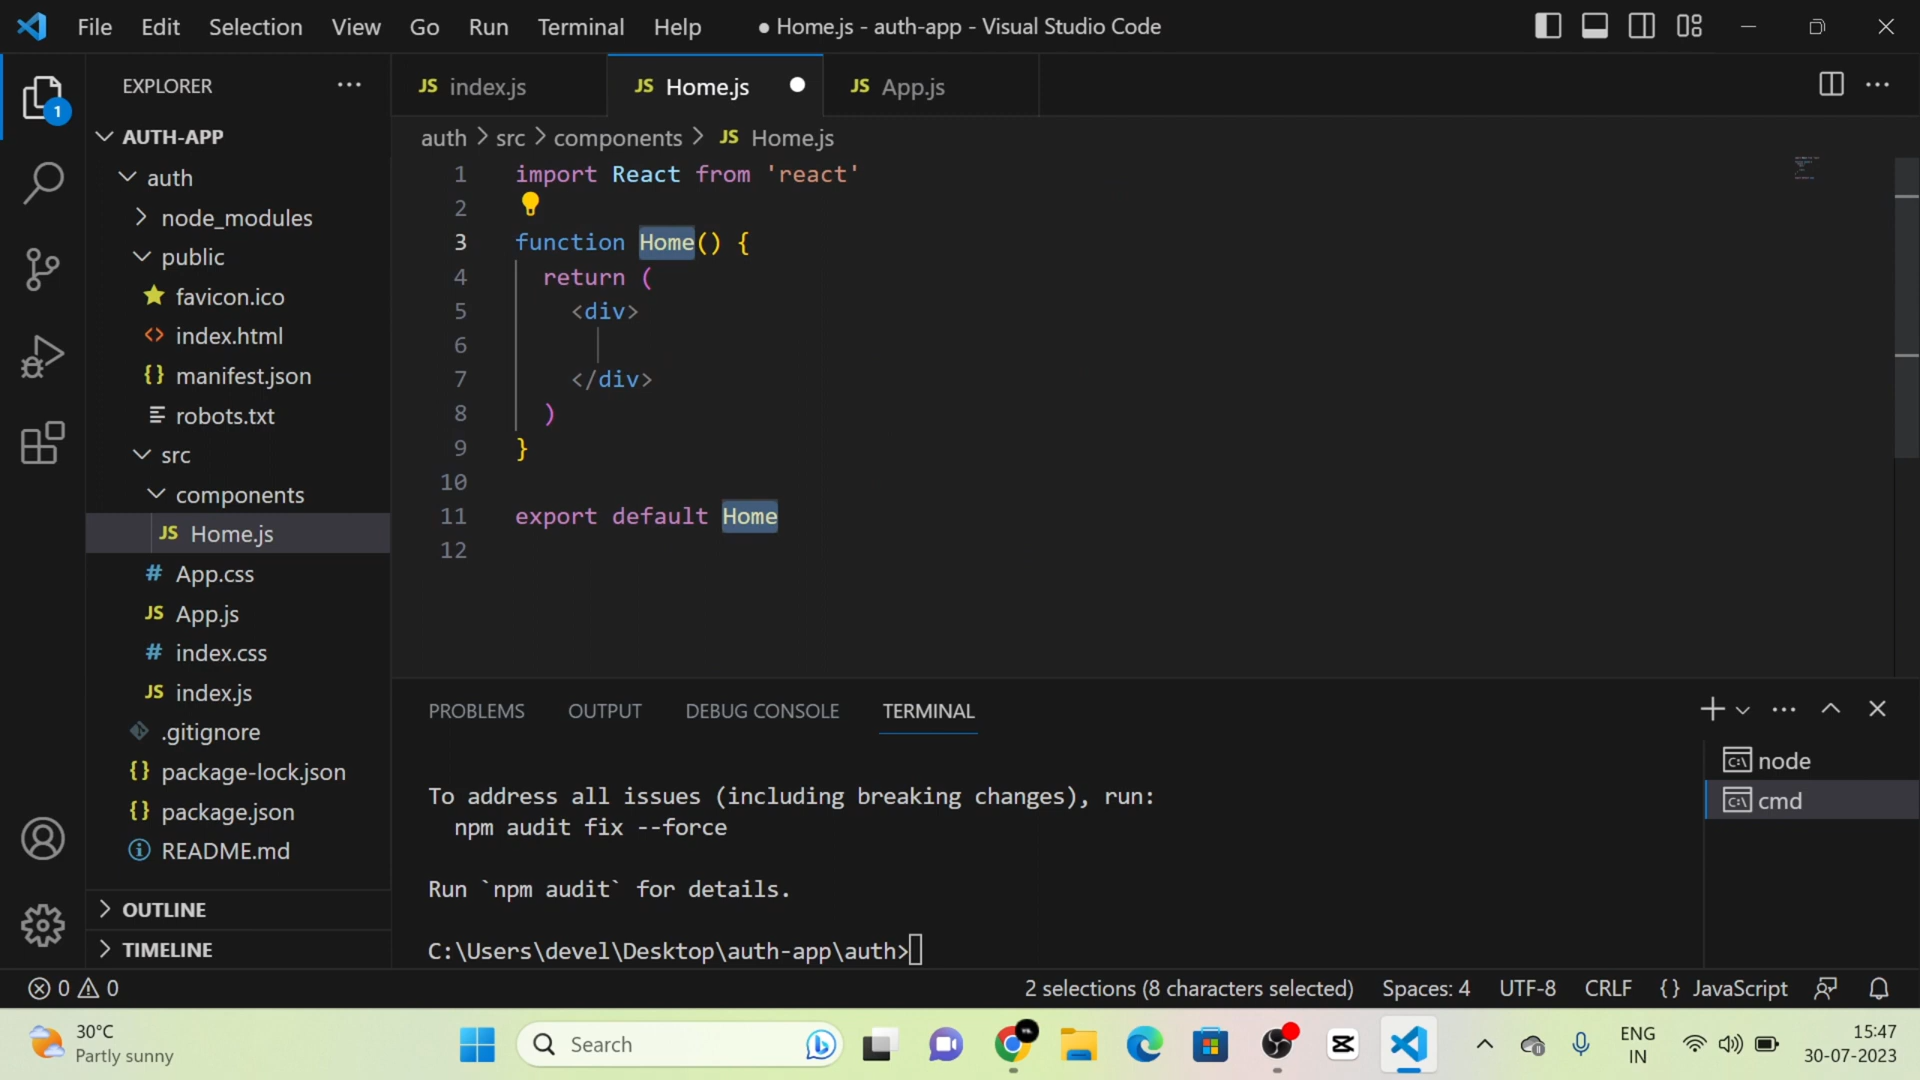 File Edit Selection View Go Run Terminal Help ● Home.js - auth-app - Visual Studio Code
EXPLORER
AUTH-APP
auth
node_modules
public
favicon.ico
index.html
manifest.json
robots.txt
src
components
JS Home.js
# App.css
JS App.js
# index.css
JS index.js
.gitignore
{} package-lock.json
{} package.json
README.md
OUTLINE
TIMELINE
1
JS index.js JS Home.js ● JS App.js
auth > src > components > JS Home.js
1 import React from 'react'
2
3 function Home() {
4 return (
5 <div>
6
7 </div>
8 )
9 }
10
11 export default Home
12
PROBLEMS OUTPUT DEBUG CONSOLE TERMINAL
To address all issues (including breaking changes), run:
npm audit fix --force
Run `npm audit` for details.
C:\Users\devel\Desktop\auth-app\auth>
node
cmd
0 0 2 selections (8 characters selected) Spaces: 4 UTF-8 CRLF {} JavaScript
30°C
Partly sunny
Search
ENG
IN
15:47
30-07-2023